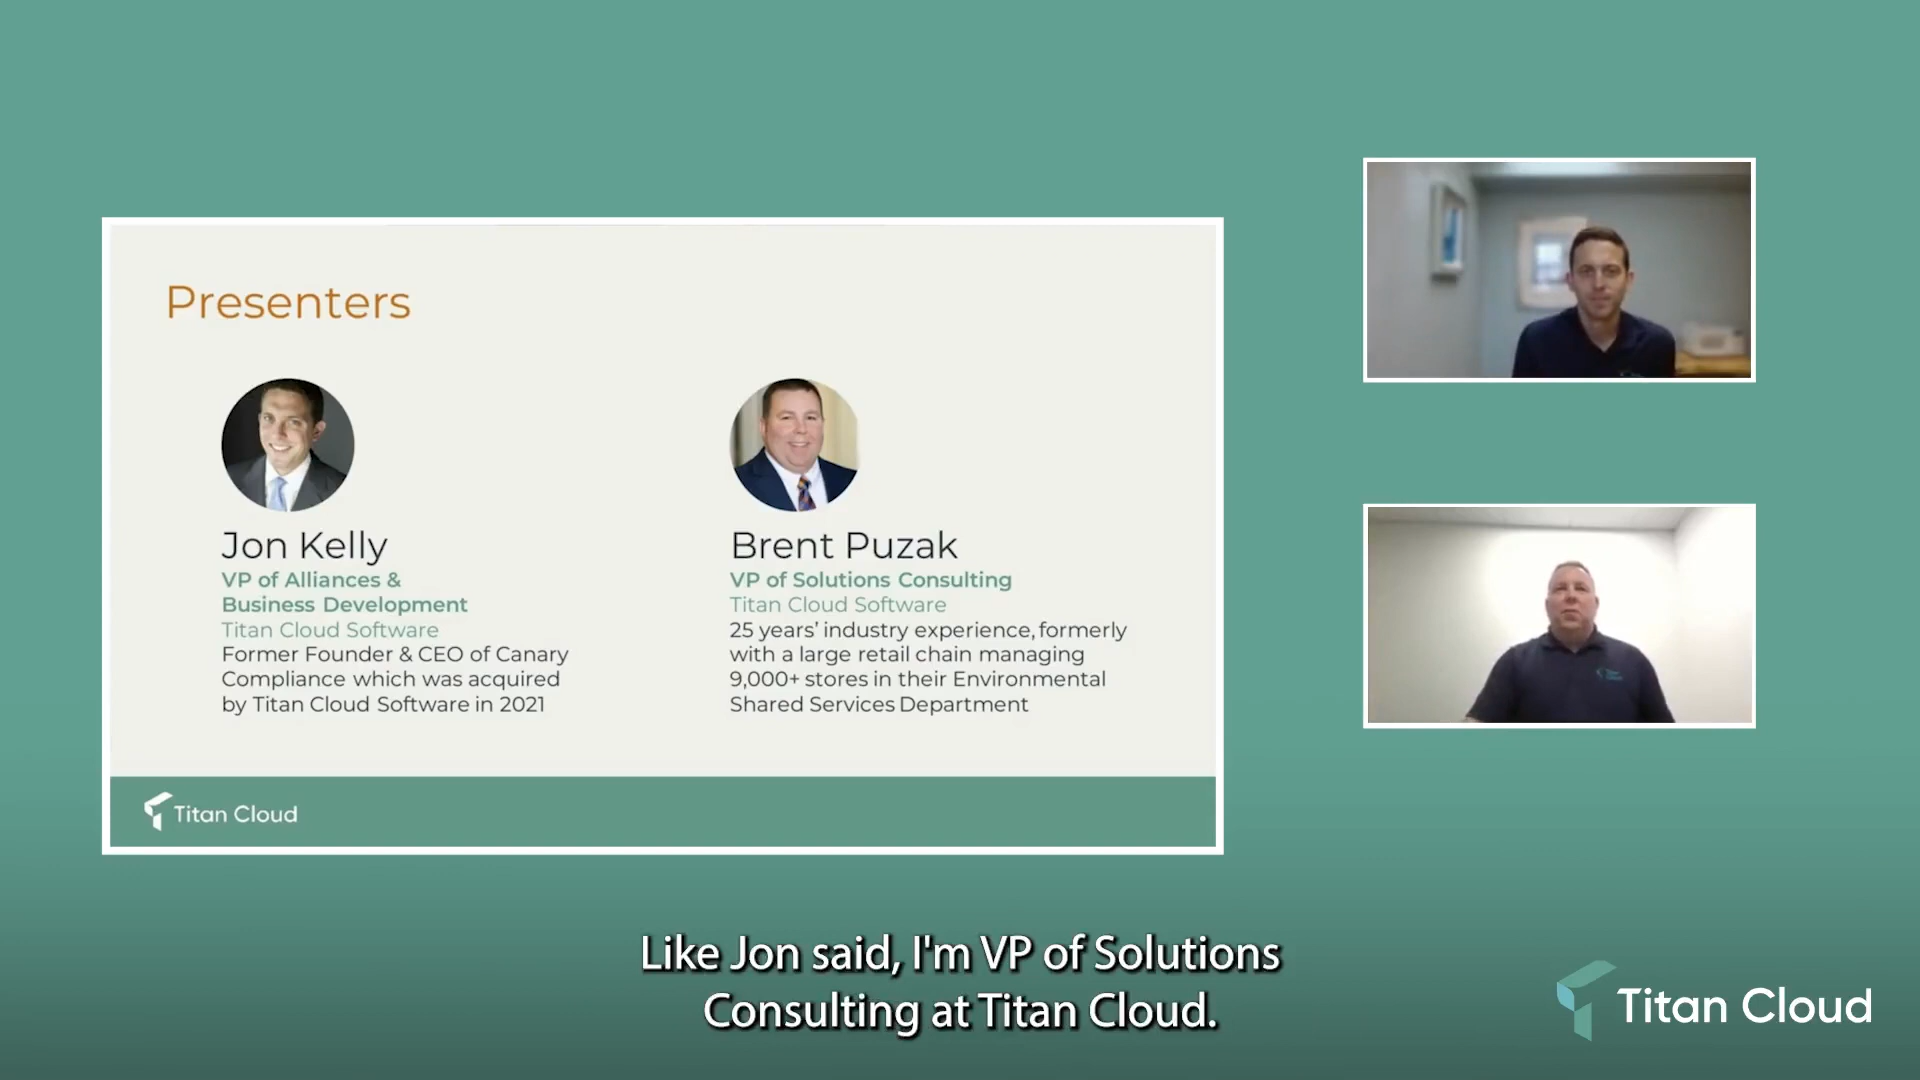 Presenters
Jon Kelly
VP of Alliances &
Business Development
Titan Cloud Software
Former Founder & CEO of Canary
Compliance which was acquired
by Titan Cloud Software in 2021
Brent Puzak
VP of Solutions Consulting
Titan Cloud Software
25 years’ industry experience, formerly
with a large retail chain managing
9,000+ stores in their Environmental
Shared Services Department
Titan Cloud
Like Jon said, I'm VP of Solutions
Consulting at Titan Cloud.
Titan Cloud